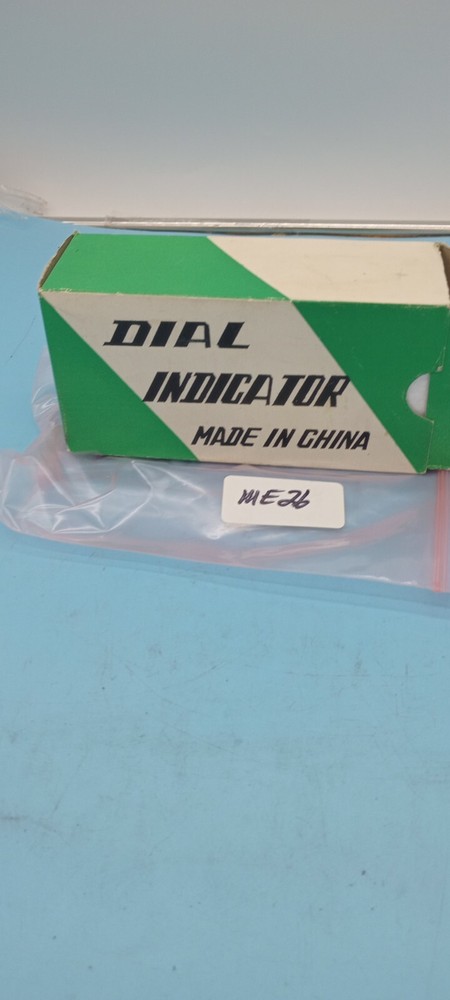 DIAL
INDICATOR
MADE IN CHINA
ME26